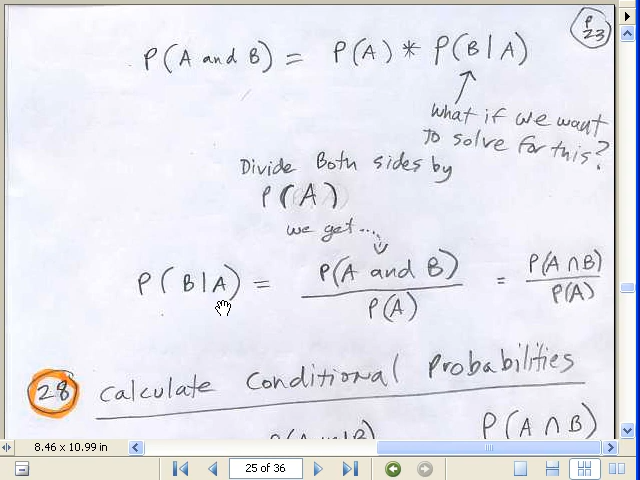 P 23
P(A and B) = P(A) * P(B|A)
What if we want
to solve for this?
Divide Both sides by
P(A)
we get...
P(B|A) = P(A and B) / P(A) = P(A ∩ B) / P(A)
28 Calculate Conditional Probabilities
P(A ∩ B)
8.46 x 10.99 in
25 of 36